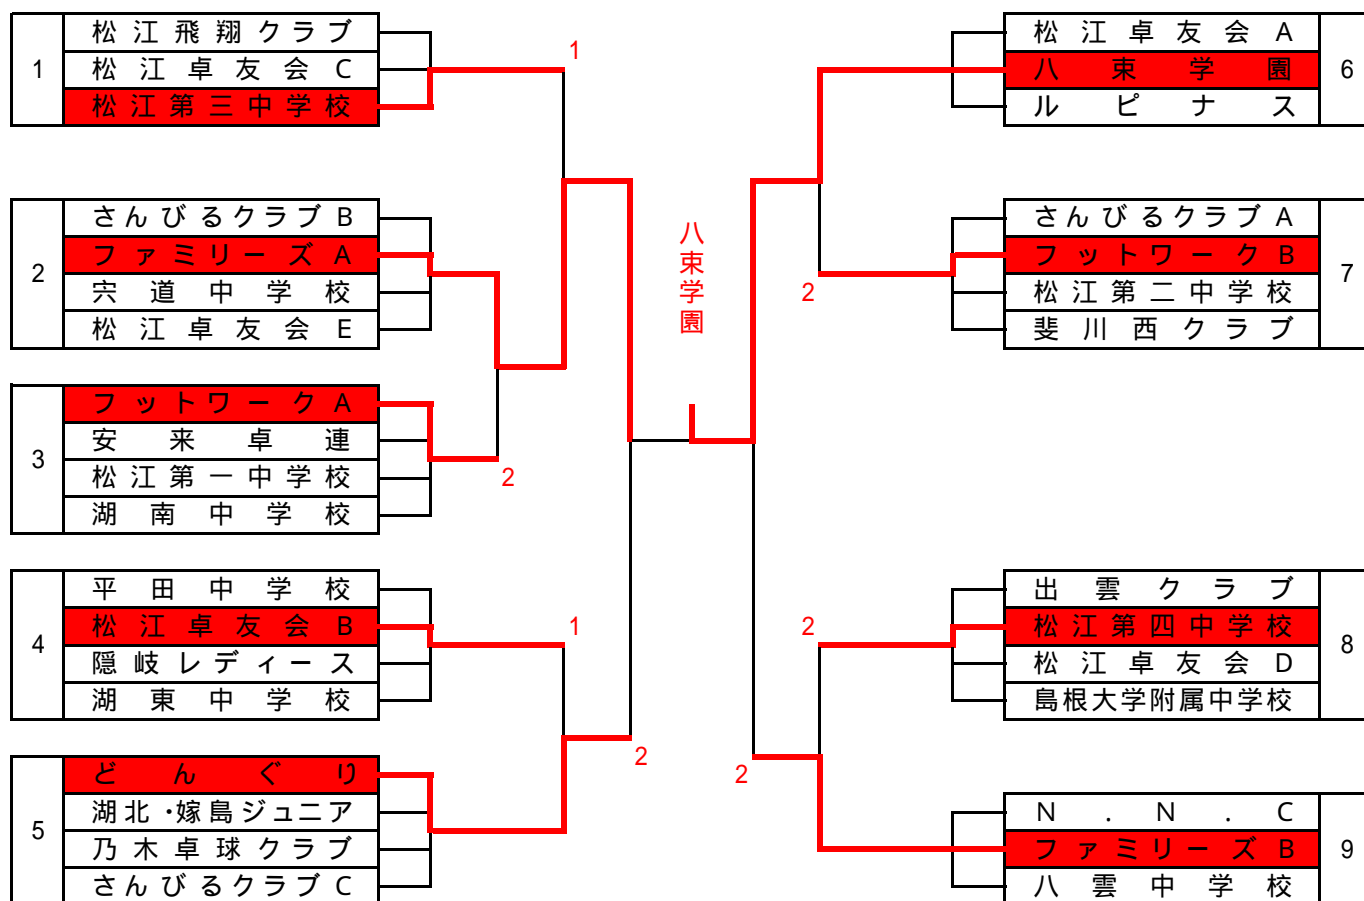 1
松江飛翔クラブ
松江卓友会C
松江第三中学校
1
2
さんびるクラブB
ファミリーズA
宍道中学校
松江卓友会E
3
フットワークA
安来卓連
松江第一中学校
湖南中学校
2
4
平田中学校
松江卓友会B
隠岐レディース
湖東中学校
1
5
どんぐり
湖北・嫁島ジュニア
乃木卓球クラブ
さんびるクラブC
2
八束学園
松江卓友会A
八束学園
ルピナス
6
2
さんびるクラブA
フットワークB
松江第二中学校
斐川西クラブ
7
2
出雲クラブ
松江第四中学校
松江卓友会D
島根大学附属中学校
8
2
N.N.C
ファミリーズB
八雲中学校
9